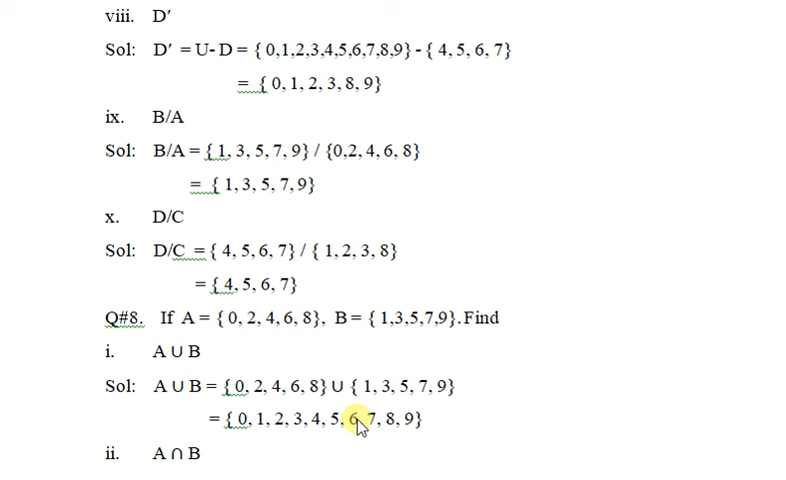 viii. D′
Sol: D′ = U- D = { 0,1,2,3,4,5,6,7,8,9} - { 4, 5, 6, 7}
= { 0, 1, 2, 3, 8, 9}
ix. B/A
Sol: B/A = { 1, 3, 5, 7, 9} / {0,2, 4, 6, 8}
= { 1, 3, 5, 7, 9}
x. D/C
Sol: D/C = { 4, 5, 6, 7} / { 1, 2, 3, 8}
= { 4, 5, 6, 7}
Q#8. If A = { 0, 2, 4, 6, 8}, B = { 1,3,5,7,9}.Find
i. A ∪ B
Sol: A ∪ B = { 0, 2, 4, 6, 8} ∪ { 1, 3, 5, 7, 9}
= { 0, 1, 2, 3, 4, 5, 6, 7, 8, 9}
ii. A ∩ B